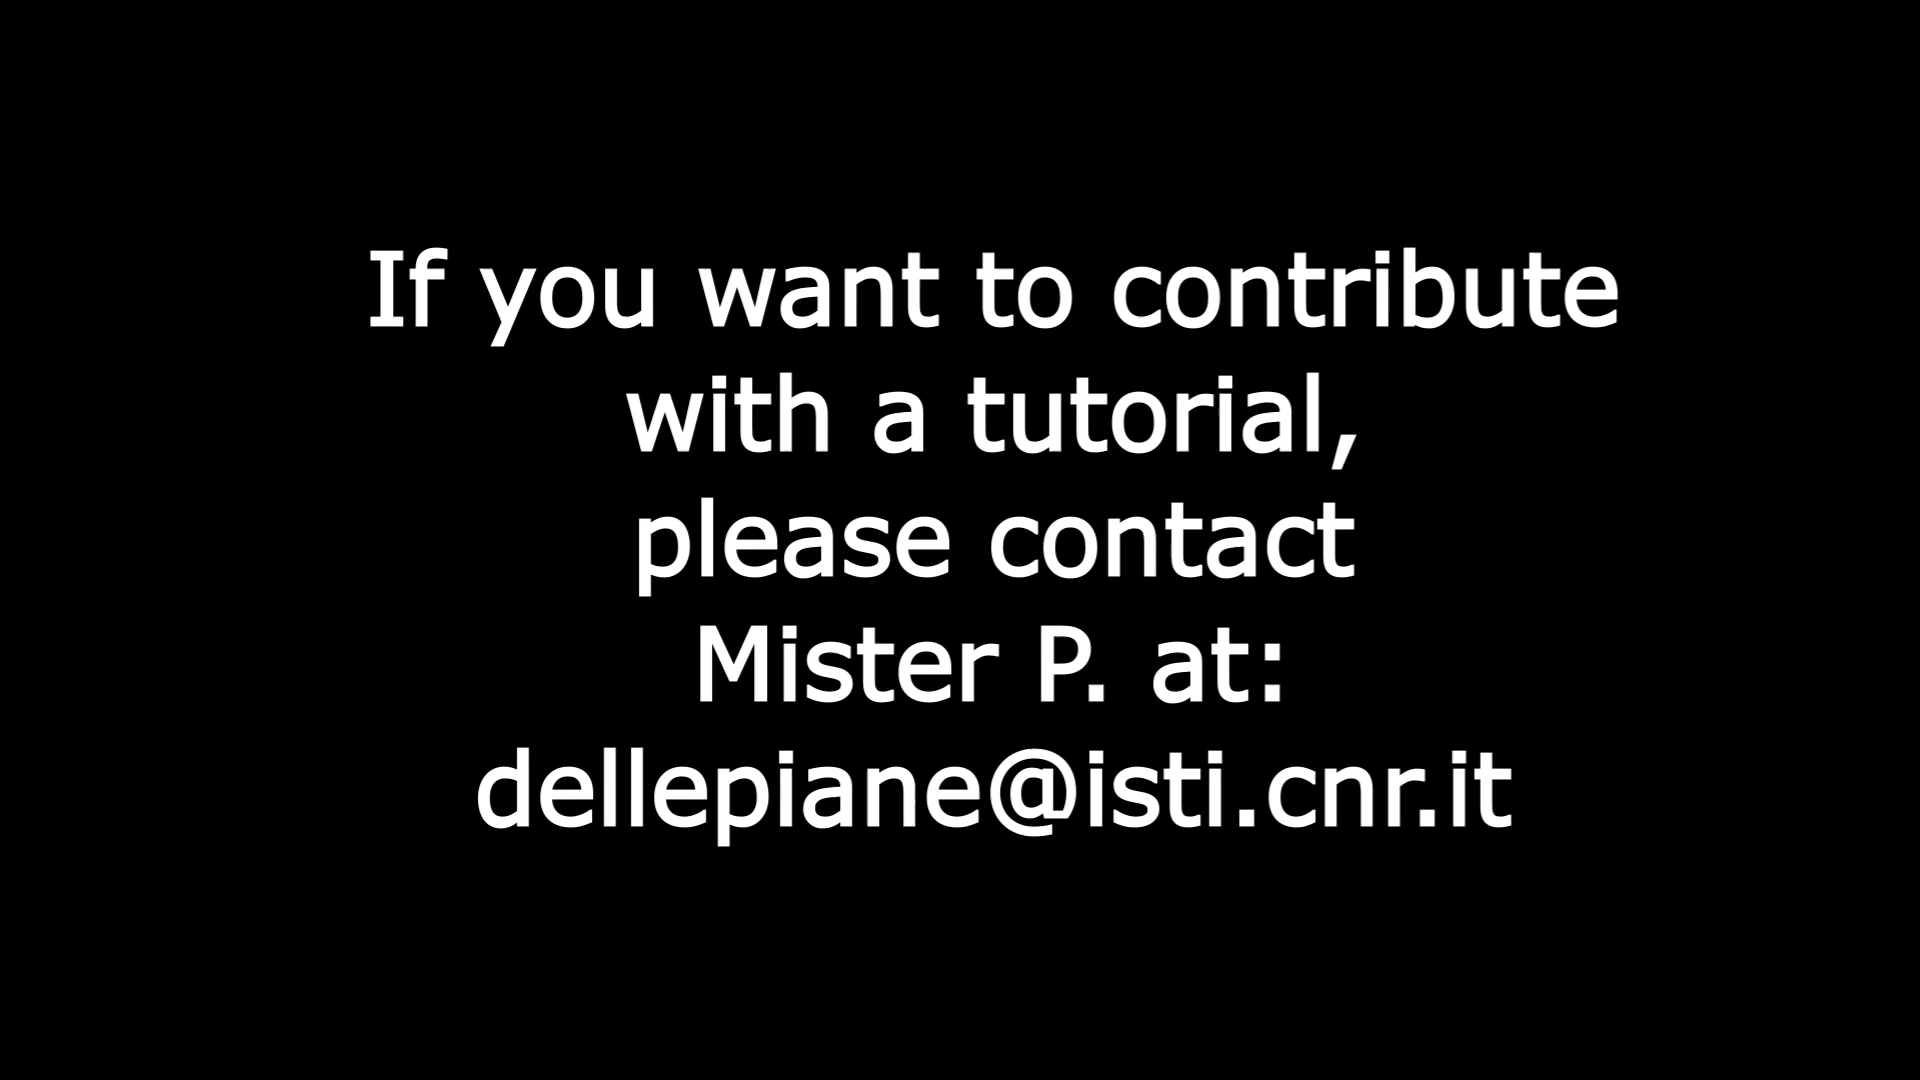 If you want to contribute
with a tutorial,
please contact
Mister P. at:
dellepiane@isti.cnr.it